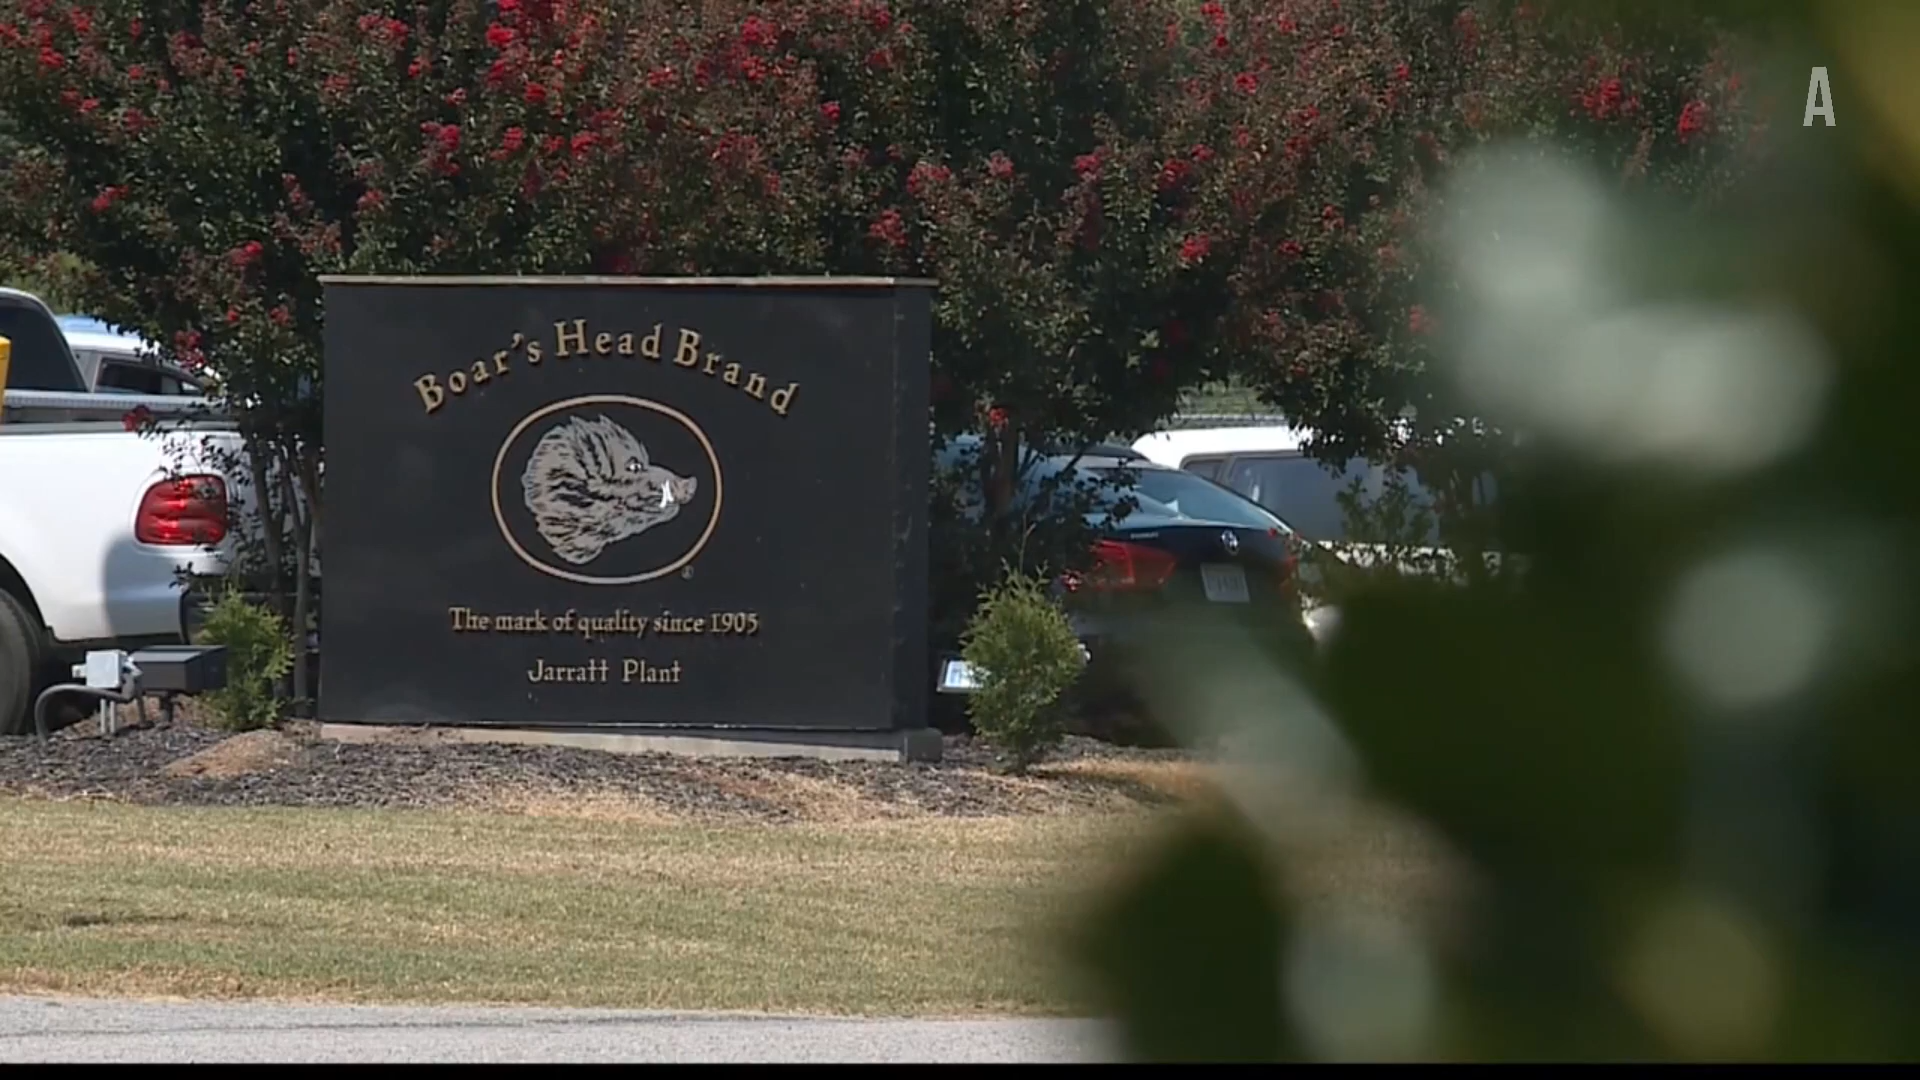 A
Boar's Head Brand
®
The mark of quality since 1905
Jarratt Plant